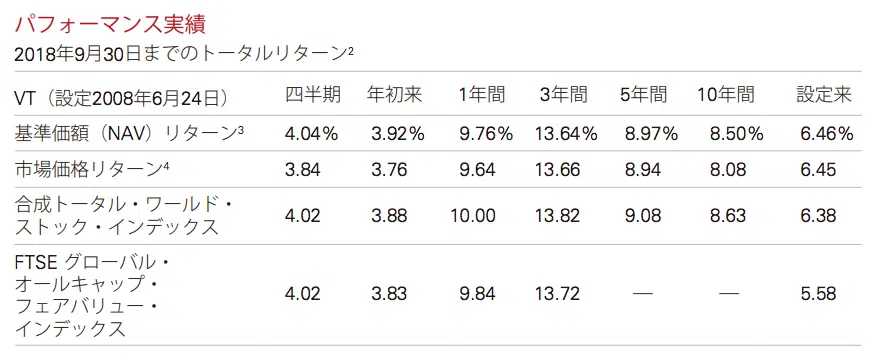 パフォーマンス実績
2018年9月30日までのトータルリターン2
VT（設定2008年6月24日） 四半期 年初来 1年間 3年間 5年間 10年間 設定来
基準価額（NAV）リターン3 4.04% 3.92% 9.76% 13.64% 8.97% 8.50% 6.46%
市場価格リターン4 3.84 3.76 9.64 13.66 8.94 8.08 6.45
合成トータル・ワールド・
ストック・インデックス 4.02 3.88 10.00 13.82 9.08 8.63 6.38
FTSE グローバル・
オールキャップ・
フェアバリュー・
インデックス 4.02 3.83 9.84 13.72 — — 5.58